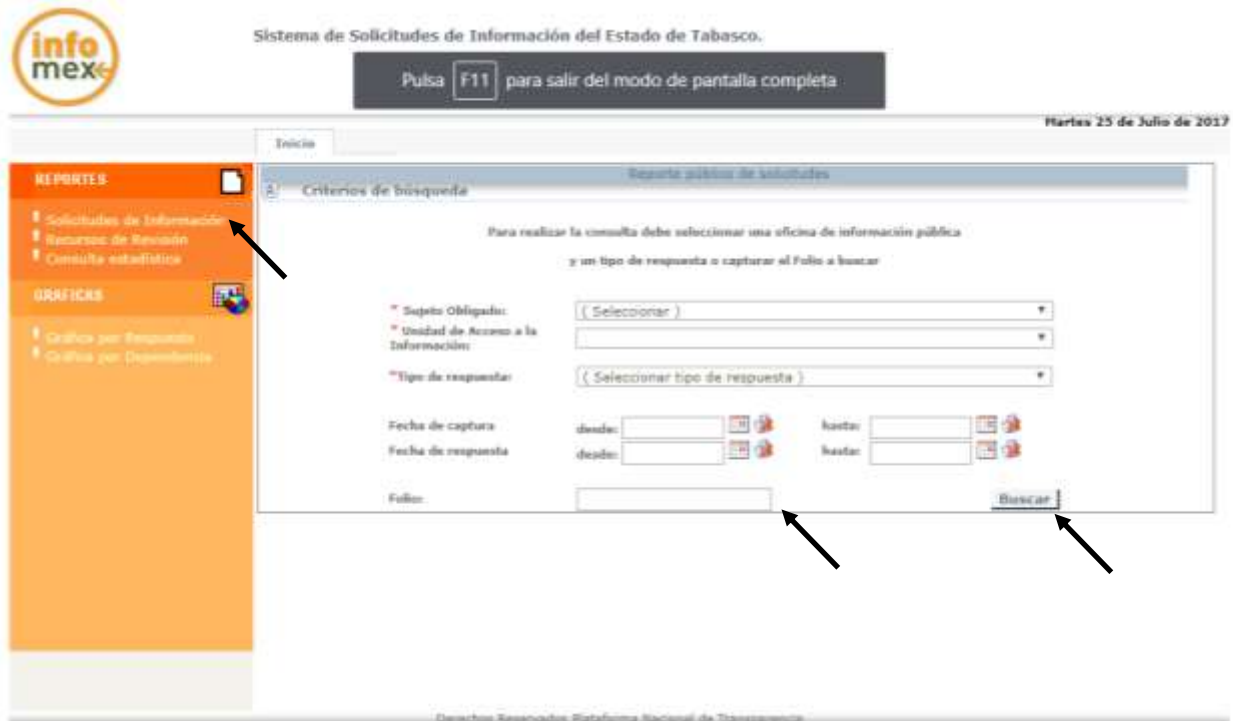 info
mex
Sistema de Solicitudes de Información del Estado de Tabasco.
Pulsa F11 para salir del modo de pantalla completa
Martes 25 de Julio de 2017
Inicio
REPORTES
Solicitudes de Información
Recursos de Revisión
Consulta estadística
GRAFICAS
Gráfica por Respuesta
Gráfica por Dependencia
Reporte público de solicitudes
Criterios de búsqueda
Para realizar la consulta debe seleccionar una oficina de información pública
y un tipo de respuesta o capturar el Folio a buscar
* Sujeto Obligado: ( Seleccionar )
* Unidad de Acceso a la
Información:
*Tipo de respuesta: ( Seleccionar tipo de respuesta )
Fecha de captura desde: hasta:
Fecha de respuesta desde: hasta:
Folio: Buscar
Derechos Reservados Plataforma Nacional de Transparencia